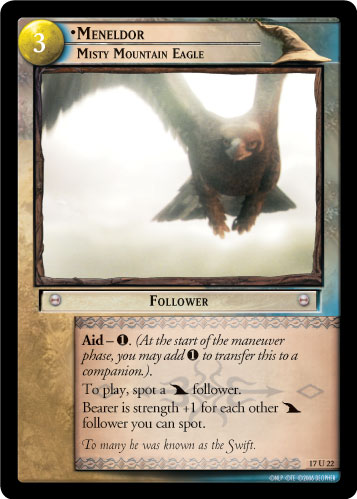 3
•Meneldor
Misty Mountain Eagle
Follower
Aid – 1. (At the start of the maneuver
phase, you may add 1 to transfer this to a
companion.).
To play, spot a follower.
Bearer is strength +1 for each other
follower you can spot.
To many he was known as the Swift.
17 U 22